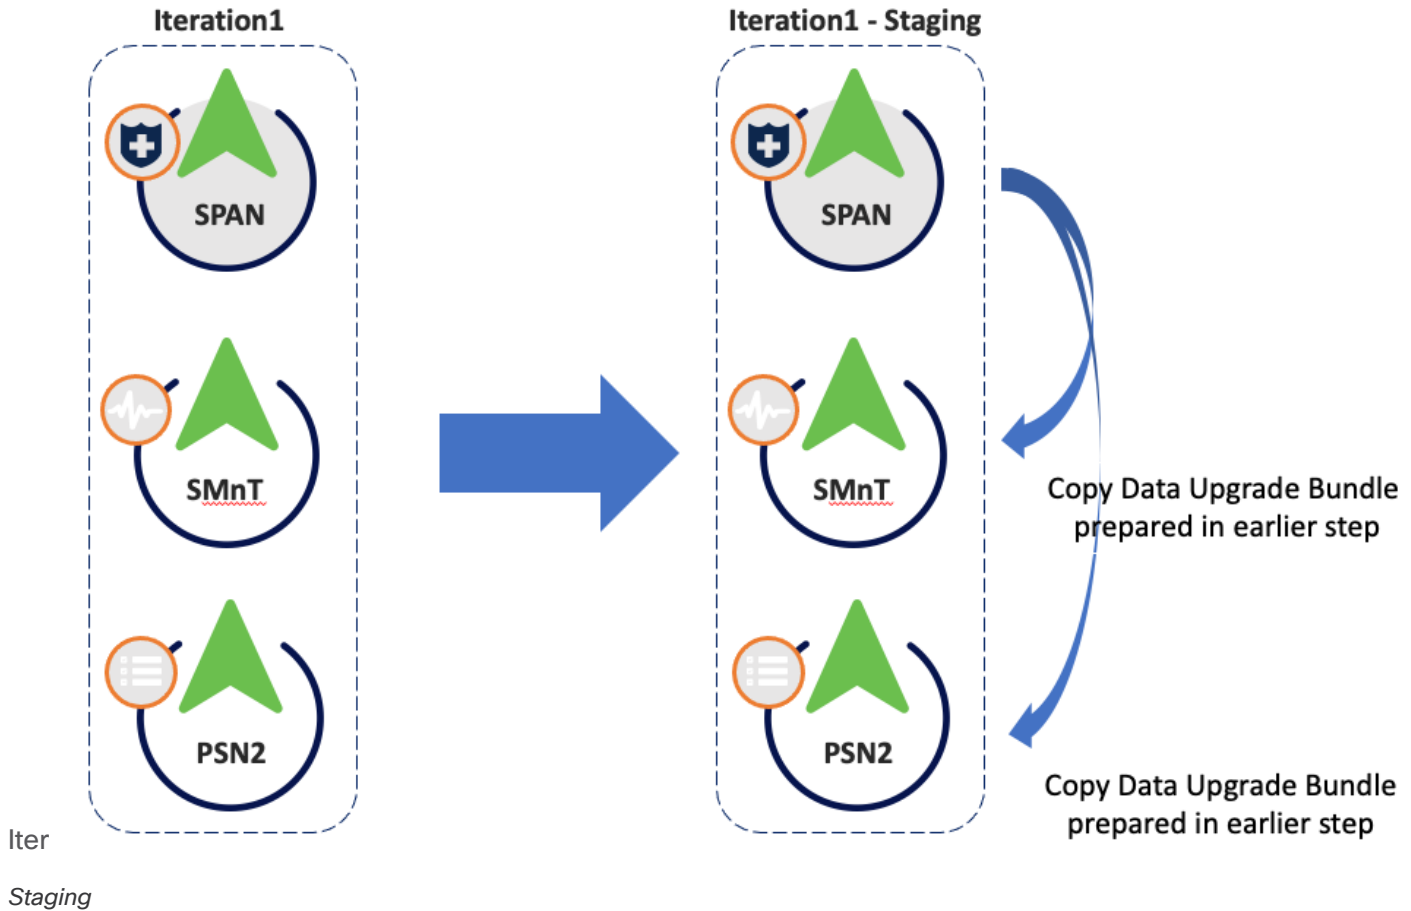 Iteration1
Iteration1 - Staging
SPAN
SPAN
SMnT
SMnT
Copy Data Upgrade Bundle
prepared in earlier step
PSN2
PSN2
Copy Data Upgrade Bundle
prepared in earlier step
Iter
Staging